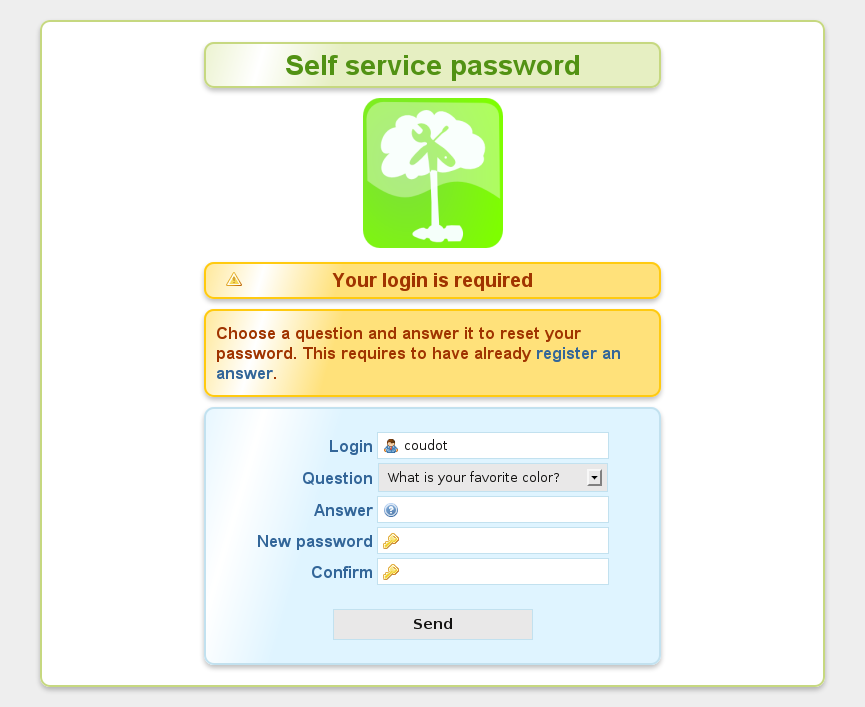 Self service password
Your login is required
Choose a question and answer it to reset your
password. This requires to have already register an
answer.
Login coudot
Question What is your favorite color?
Answer
New password
Confirm
Send